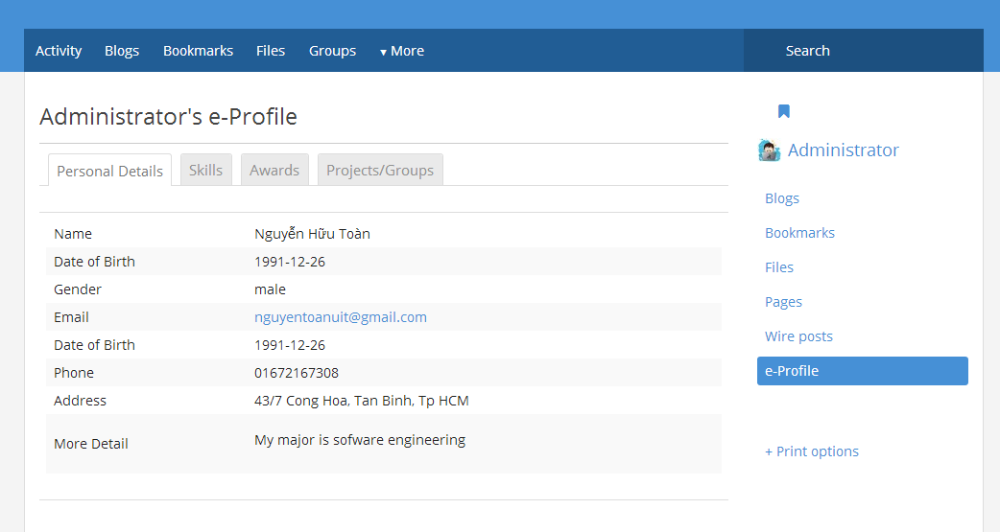 Activity Blogs Bookmarks Files Groups ▾ More Search
Administrator's e-Profile
Personal Details Skills Awards Projects/Groups
Name Nguyễn Hữu Toàn
Date of Birth 1991-12-26
Gender male
Email nguyentoanuit@gmail.com
Date of Birth 1991-12-26
Phone 01672167308
Address 43/7 Cong Hoa, Tan Binh, Tp HCM
More Detail My major is sofware engineering
Administrator
Blogs
Bookmarks
Files
Pages
Wire posts
e-Profile
+ Print options